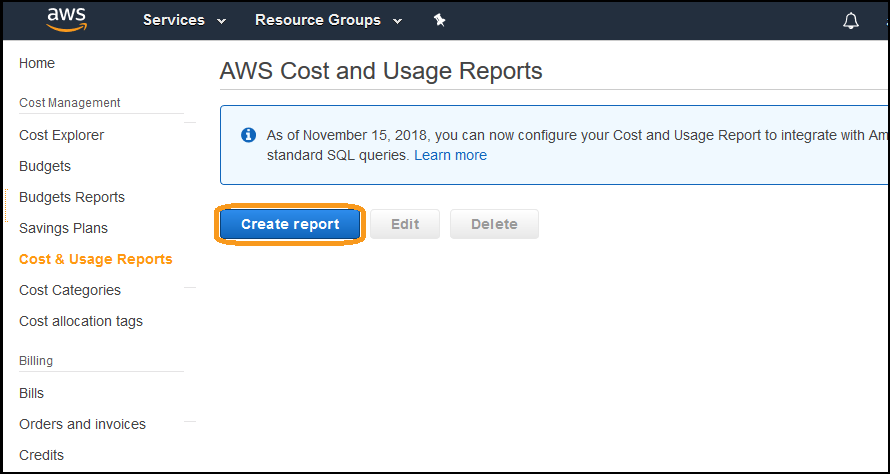 aws Services Resource Groups
Home
Cost Management
Cost Explorer
Budgets
Budgets Reports
Savings Plans
Cost & Usage Reports
Cost Categories
Cost allocation tags
Billing
Bills
Orders and invoices
Credits
AWS Cost and Usage Reports
As of November 15, 2018, you can now configure your Cost and Usage Report to integrate with Am
standard SQL queries. Learn more
Create report Edit Delete